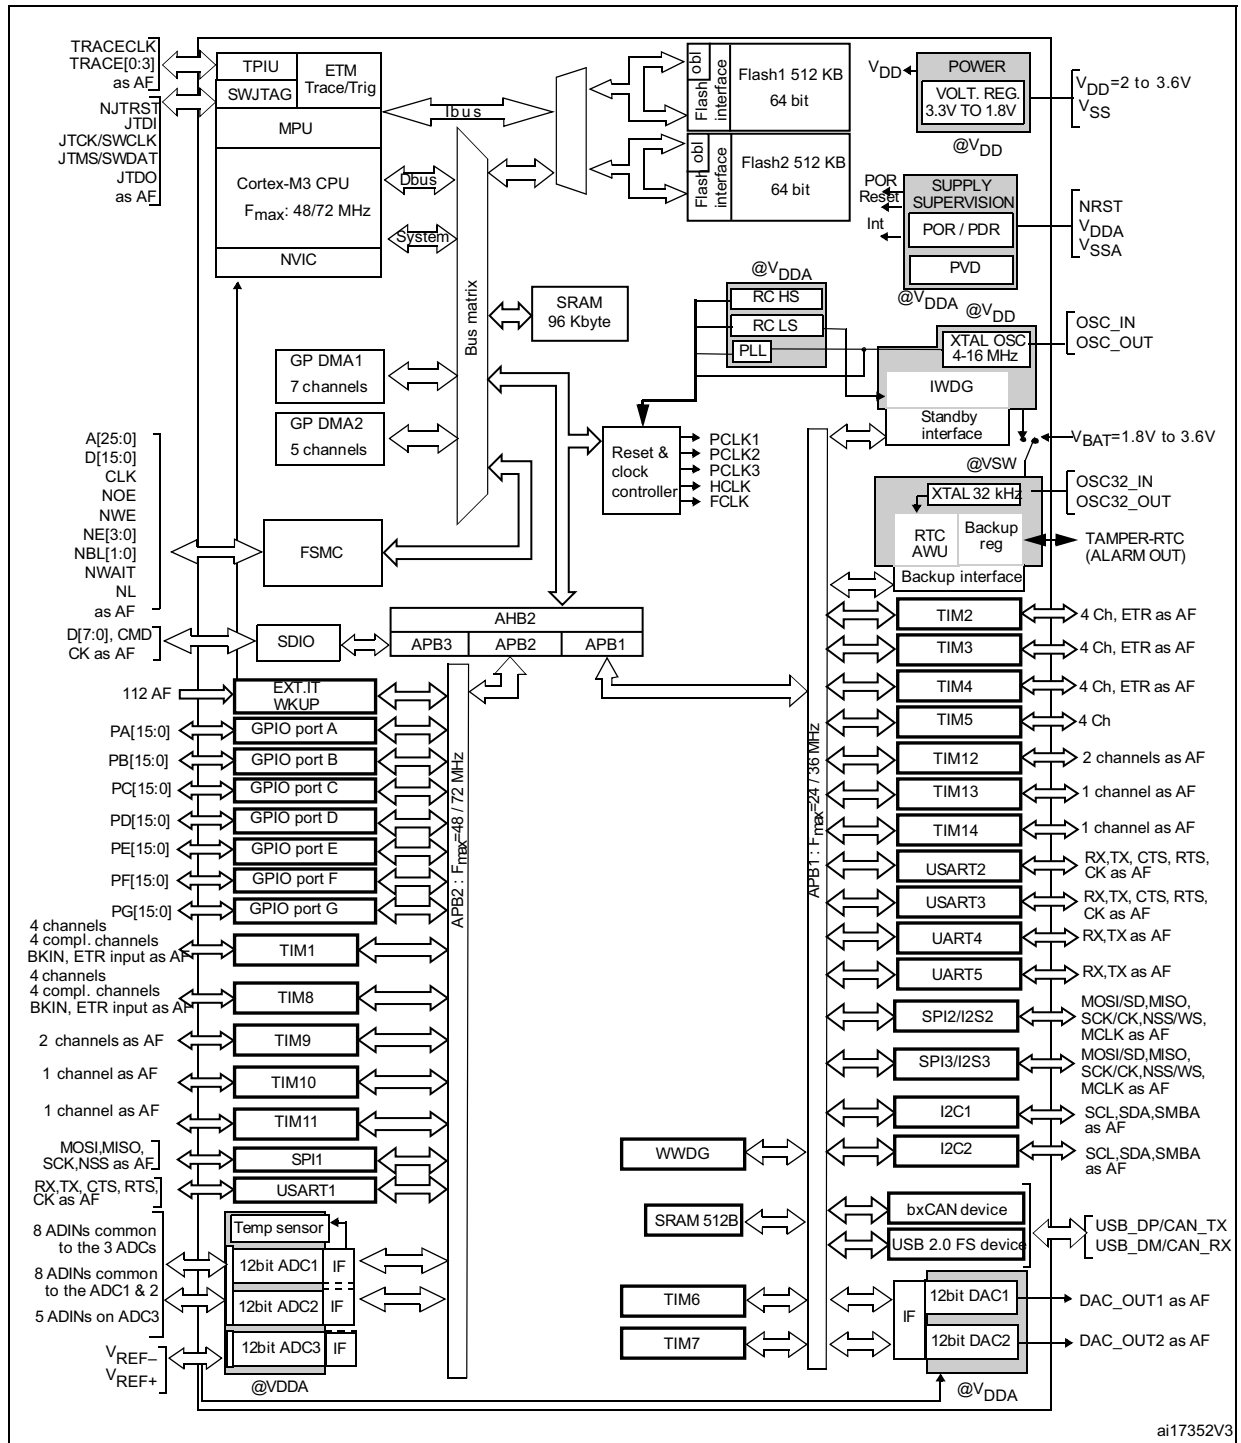 TRACECLK
TRACE[0:3]
as AF
NJTRST
JTDI
JTCK/SWCLK
JTMS/SWDAT
JTDO
as AF
TPIU
SWJTAG
ETM
Trace/Trig
MPU
Cortex-M3 CPU
Fmax: 48/72 MHz
NVIC
Ibus
Dbus
System
Bus matrix
Flash interface
obl
Flash1 512 KB
64 bit
Flash interface
obl
Flash2 512 KB
64 bit
VDD
POWER
VOLT. REG.
3.3V TO 1.8V
@VDD
VDD=2 to 3.6V
VSS
POR
Reset
Int
SUPPLY
SUPERVISION
POR / PDR
PVD
@VDDA
NRST
VDDA
VSSA
@VDDA
RC HS
RC LS
PLL
@VDD
XTAL OSC
4-16 MHz
IWDG
Standby
interface
OSC_IN
OSC_OUT
SRAM
96 Kbyte
GP DMA1
7 channels
GP DMA2
5 channels
Reset &
clock
controller
PCLK1
PCLK2
PCLK3
HCLK
FCLK
VBAT=1.8V to 3.6V
@VSW
XTAL 32 kHz
RTC
AWU
Backup
reg
Backup interface
OSC32_IN
OSC32_OUT
TAMPER-RTC
(ALARM OUT)
A[25:0]
D[15:0]
CLK
NOE
NWE
NE[3:0]
NBL[1:0]
NWAIT
NL
as AF
FSMC
D[7:0], CMD
CK as AF
SDIO
AHB2
APB3
APB2
APB1
112 AF
EXT.IT
WKUP
PA[15:0]
GPIO port A
PB[15:0]
GPIO port B
PC[15:0]
GPIO port C
PD[15:0]
GPIO port D
PE[15:0]
GPIO port E
PF[15:0]
GPIO port F
PG[15:0]
GPIO port G
4 channels
4 compl. channels
BKIN, ETR input as AF
TIM1
4 channels
4 compl. channels
BKIN, ETR input as AF
TIM8
2 channels as AF
TIM9
1 channel as AF
TIM10
1 channel as AF
TIM11
MOSI,MISO,
SCK,NSS as AF
SPI1
RX,TX, CTS, RTS,
CK as AF
USART1
8 ADINs common
to the 3 ADCs
8 ADINs common
to the ADC1 & 2
5 ADINs on ADC3
VREF–
VREF+
Temp sensor
12bit ADC1
IF
12bit ADC2
IF
12bit ADC3
IF
@VDDA
APB2 : Fmax=48 / 72 MHz
APB1 : Fmax=24 / 36 MHz
WWDG
SRAM 512B
TIM6
TIM7
TIM2
4 Ch, ETR as AF
TIM3
4 Ch, ETR as AF
TIM4
4 Ch, ETR as AF
TIM5
4 Ch
TIM12
2 channels as AF
TIM13
1 channel as AF
TIM14
1 channel as AF
USART2
RX,TX, CTS, RTS,
CK as AF
USART3
RX,TX, CTS, RTS,
CK as AF
UART4
RX,TX as AF
UART5
RX,TX as AF
SPI2/I2S2
MOSI/SD,MISO,
SCK/CK,NSS/WS,
MCLK as AF
SPI3/I2S3
MOSI/SD,MISO,
SCK/CK,NSS/WS,
MCLK as AF
I2C1
SCL,SDA,SMBA
as AF
I2C2
SCL,SDA,SMBA
as AF
bxCAN device
USB 2.0 FS device
USB_DP/CAN_TX
USB_DM/CAN_RX
IF
12bit DAC1
DAC_OUT1 as AF
12bit DAC2
DAC_OUT2 as AF
@VDDA
ai17352V3